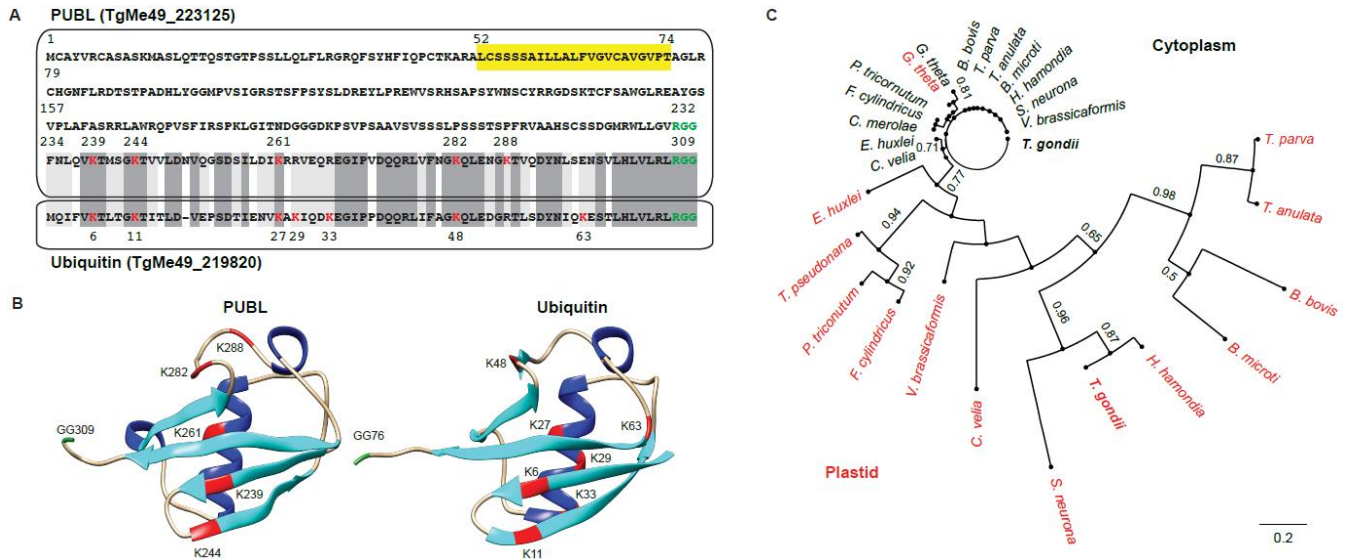 A
PUBL (TgMe49_223125)
1
52
74
MCAYVRCASASKMASLQTTQSTGTPSSLLQLFLRGRQFSYHFIQPCTKARALCSSSSAILLALFVGVCAVGVPTAGLR
79
CHGNFLRDTSTPADHLYGGMPVSIGRSTSFPSYSLDREYLPREWVSRHSAPSYWNSCYRRGDSKTCFSAWGLREAYGS
157
232
VPLAFASRRLAWRQPVSFIRSPKLGITNDGGGDKPSVPSAAVSVSSSLPSSSTSPFRVAAHSCSSDGMRWLLGVRGG
234 239 244 261 282 288 309
FNLQVKTMSGKTVVLDNVQGSDSILDIKRRVEQREGIPVDQQRLVFNGKQLENGKTVQDYNLSENSVLHLVLRLRGG
MQIFVKTLTGKTITLD-VEPSDTIENVKAKIQDKEGIPPDQQRLIFAGKQLEDGRTLSDYNIQKESTLHLVLRLRGG
6 11 27 29 33 48 63
Ubiquitin (TgMe49_219820)
B
PUBL
K288
K282
GG309
K261
K239
K244
Ubiquitin
K48
K27
K63
GG76
K29
K6
K33
K11
C
Cytoplasm
G. theta
G. theta
B. bovis
T. parva
T. anulata
B. microti
H. hamondia
S. neurona
V. brassicaformis
T. gondii
P. tricornutum
F. cylindricus
C. merolae
E. huxlei
C. velia
0.81
0.71
0.77
E. huxlei
0.94
T. pseudonana
0.92
P. triconutum
F. cylindricus
V. brassicaformis
C. velia
0.65
0.98
0.87
T. parva
T. anulata
0.5
B. bovis
B. microti
0.96
0.87
H. hamondia
T. gondii
S. neurona
Plastid
0.2